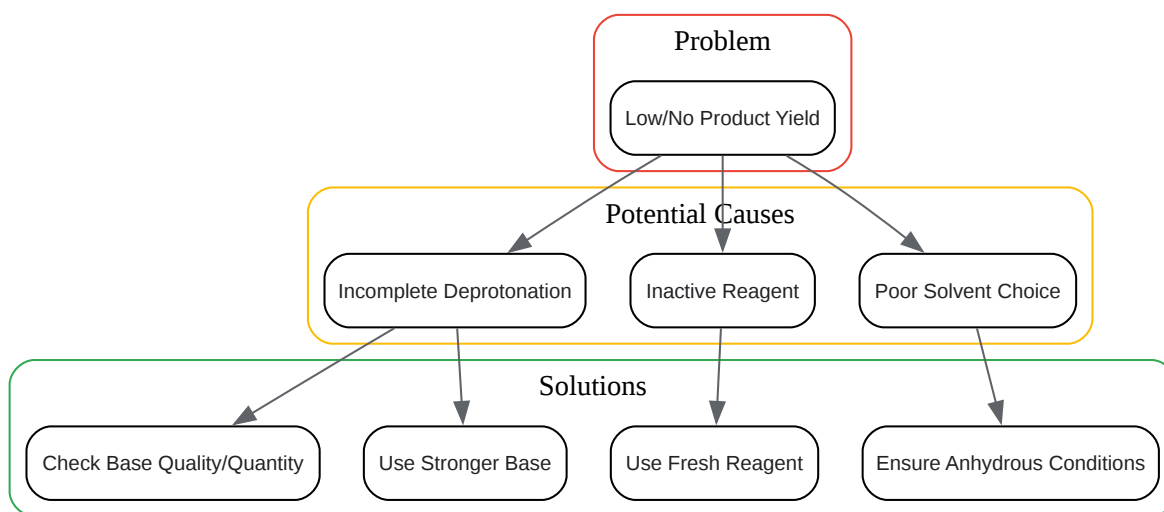 Problem
Low/No Product Yield
Potential Causes
Incomplete Deprotonation
Inactive Reagent
Poor Solvent Choice
Solutions
Check Base Quality/Quantity
Use Stronger Base
Use Fresh Reagent
Ensure Anhydrous Conditions